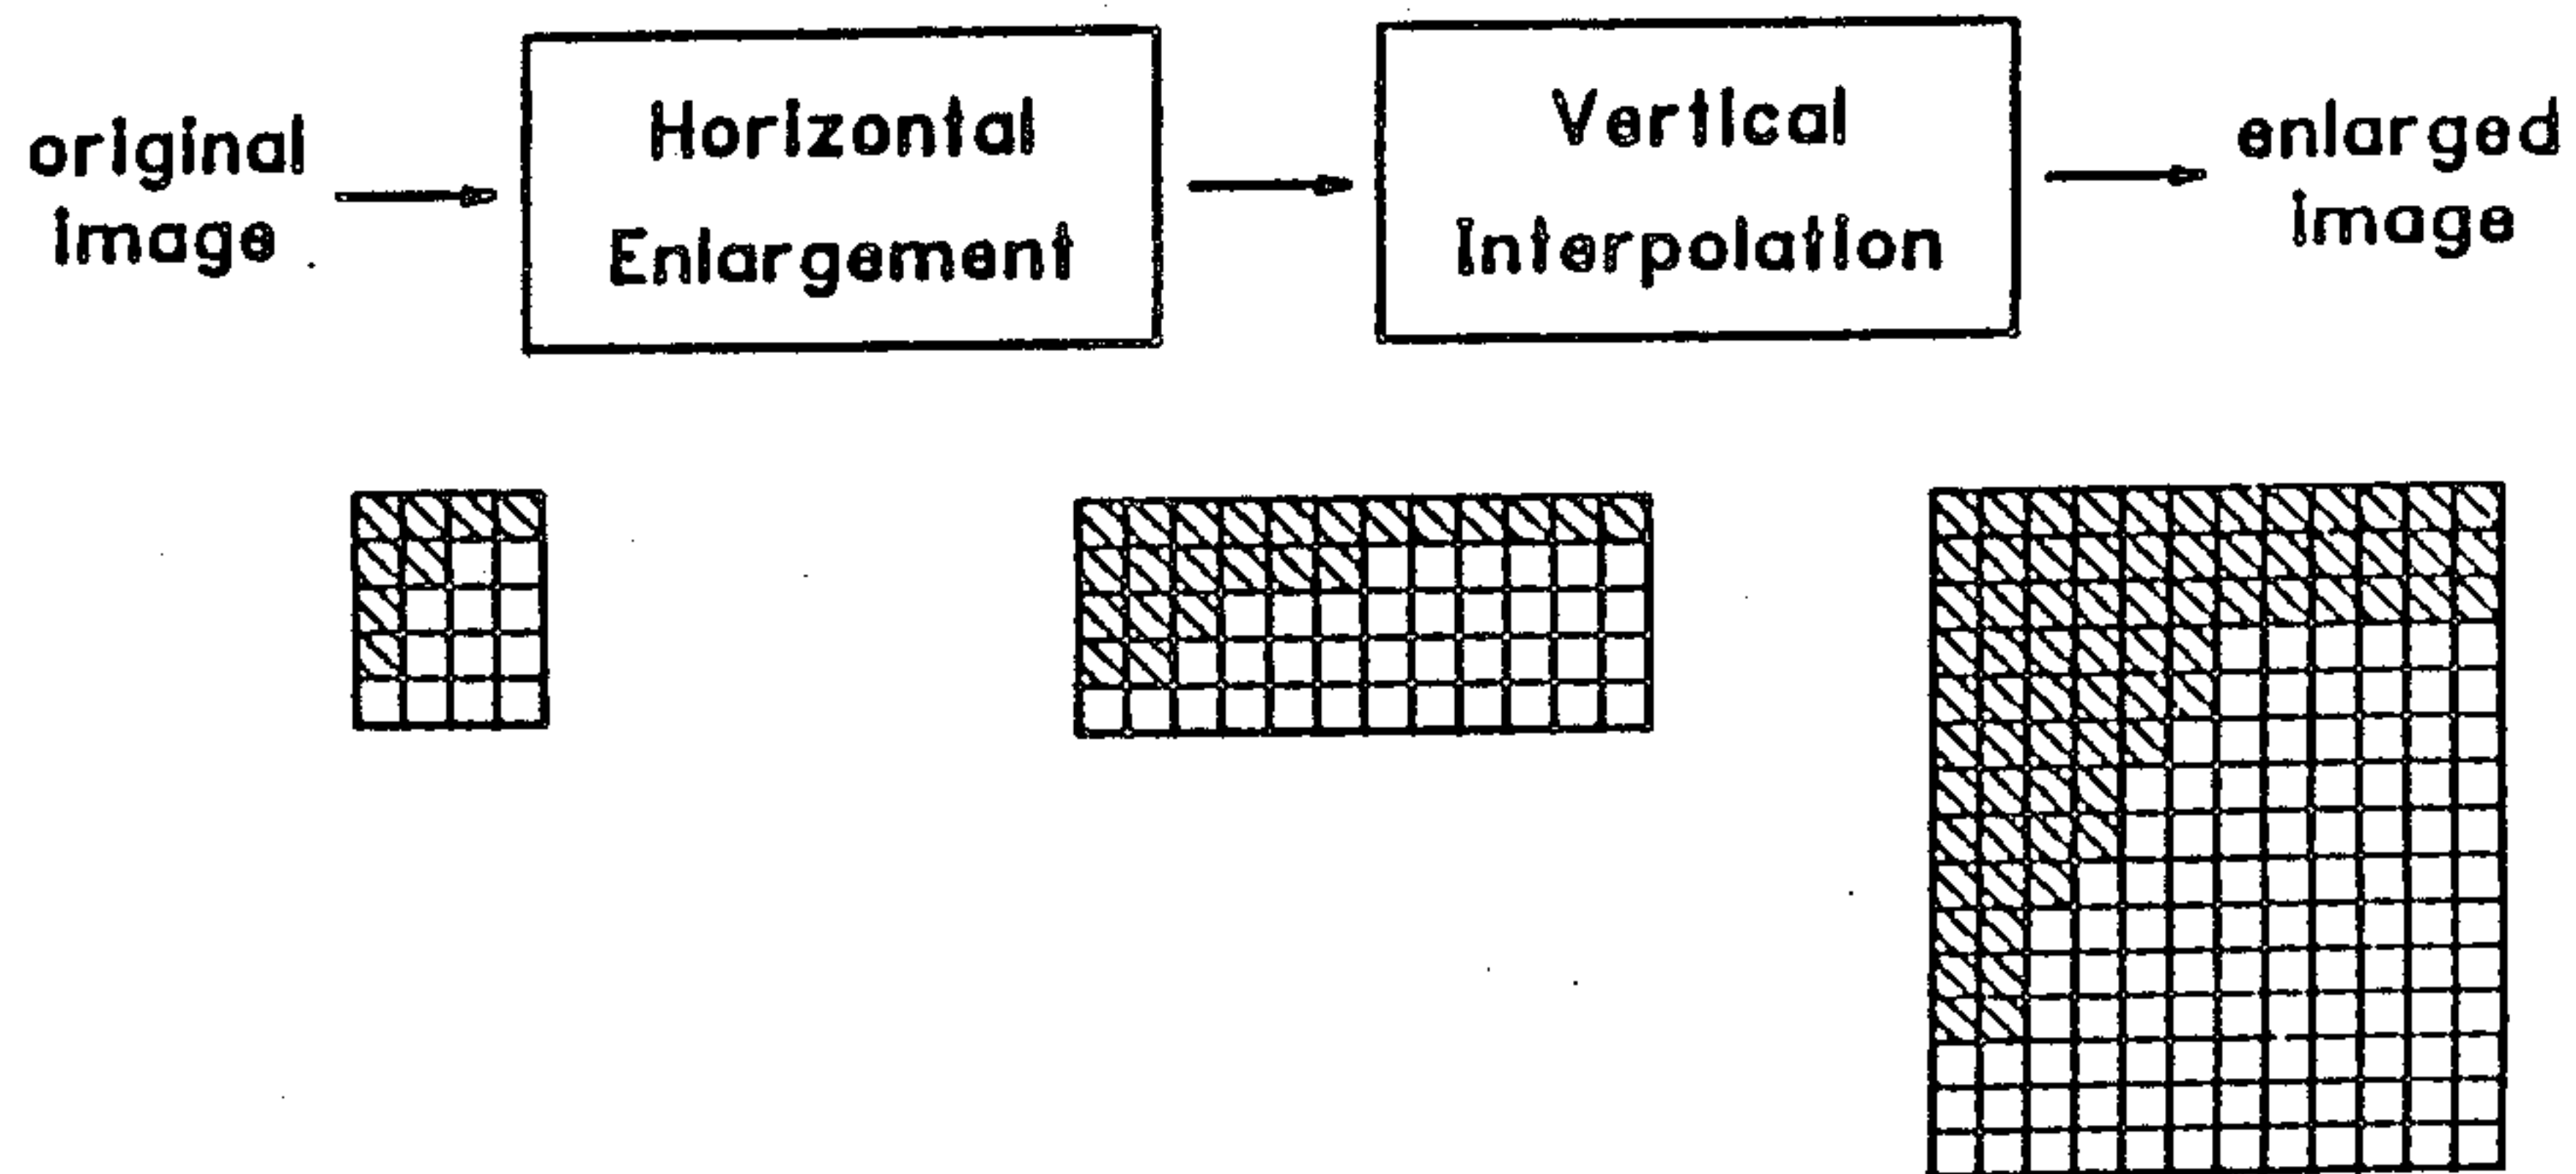 original
image
Horizontal
Enlargement
Vertical
Interpolation
enlarged
image